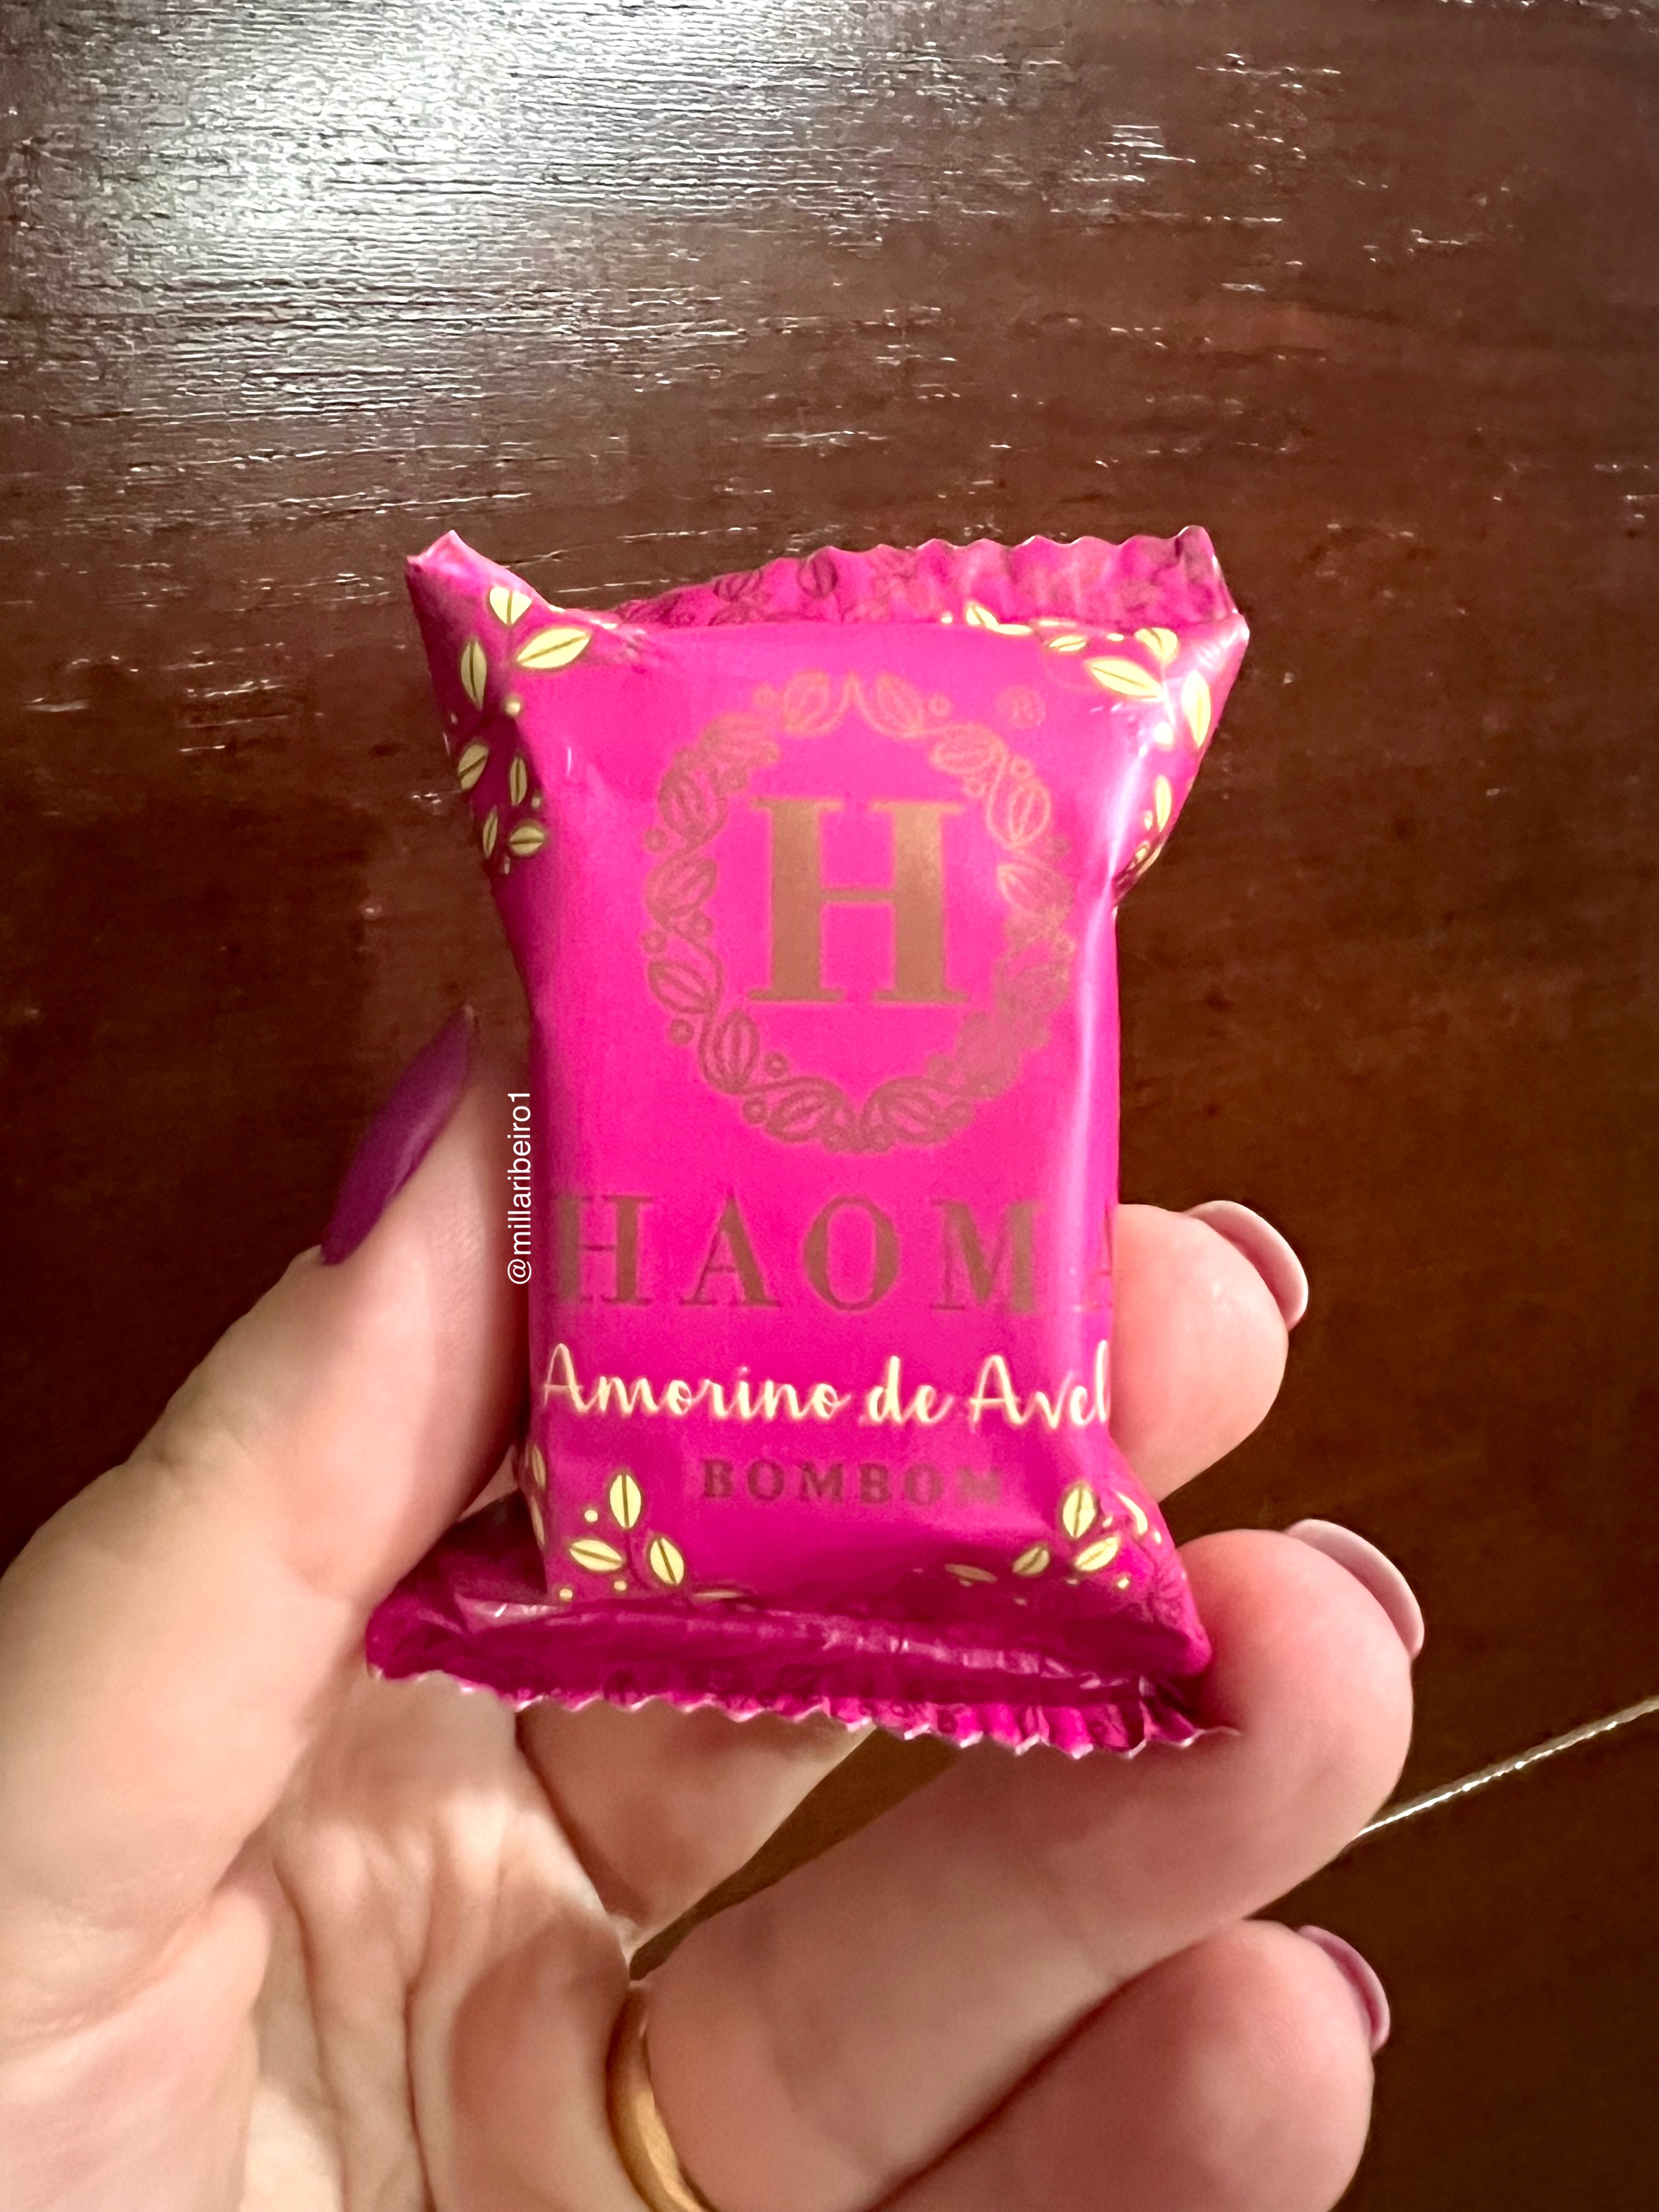 ®
H
HAOMA
Amorino de Avel
BOMBOM
@millaribeiro1